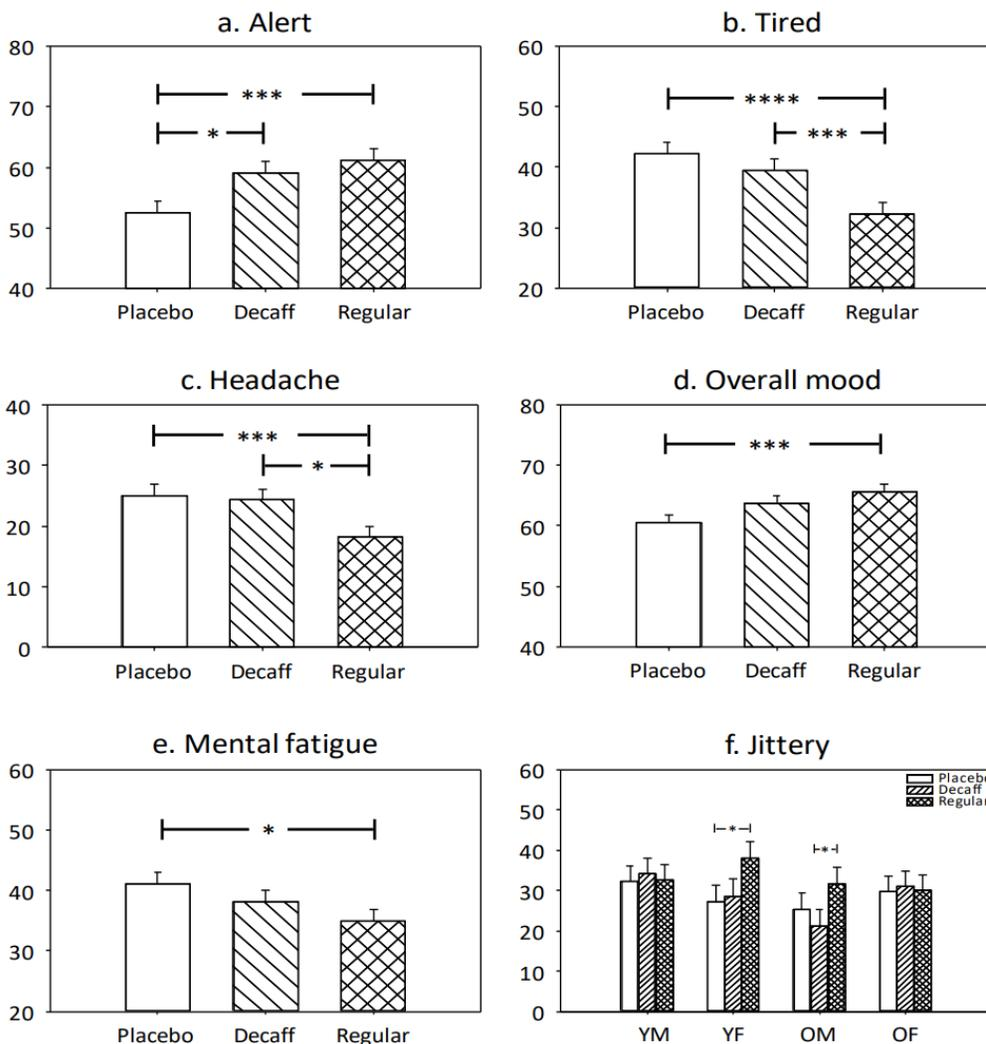 a. Alert
80
70
60
50
40
***
*
Placebo Decaff Regular
b. Tired
60
50
40
30
20
****
***
Placebo Decaff Regular
c. Headache
40
30
20
10
0
***
*
Placebo Decaff Regular
d. Overall mood
80
70
60
50
40
***
Placebo Decaff Regular
e. Mental fatigue
60
50
40
30
20
*
Placebo Decaff Regular
f. Jittery
60
50
40
30
20
10
0
Placebo
Decaff
Regular
*
*
YM YF OM OF